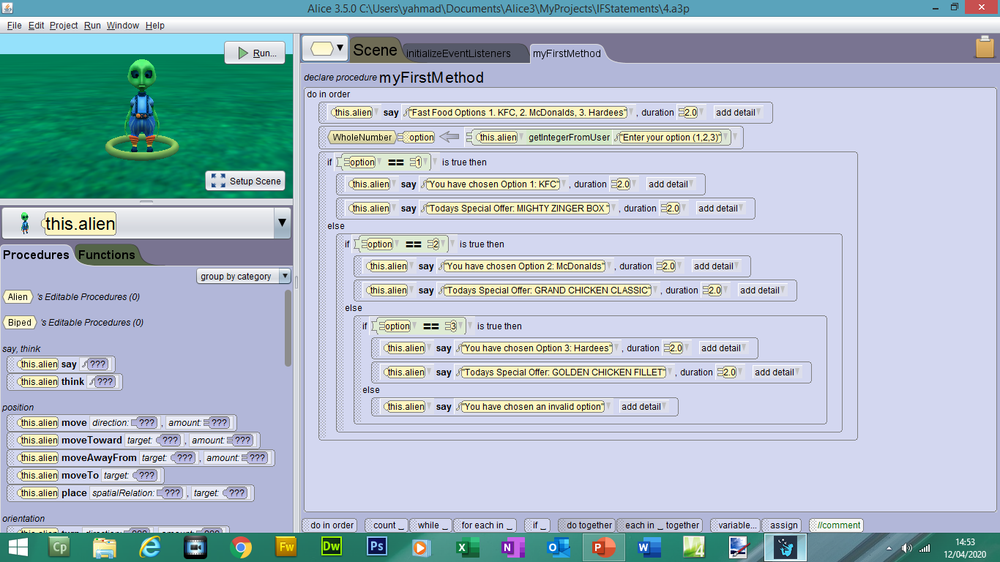 Alice 3.5.0 C:\Users\yahmad\Documents\Alice3\MyProjects\IFStatements\4.a3p
File Edit Project Run Window Help
Run...
Setup Scene
this.alien
Procedures Functions
group by category
Alien 's Editable Procedures (0)
Biped 's Editable Procedures (0)
say, think
this.alien say ???
this.alien think ???
position
this.alien move direction: ??? , amount: ???
this.alien moveToward target: ??? , amount: ???
this.alien moveAwayFrom target: ??? , amount: ???
this.alien moveTo target: ???
this.alien place spatialRelation: ??? , target: ???
orientation
this.alien turn direction: ??? , amount: ???
Scene initializeEventListeners myFirstMethod
declare procedure myFirstMethod
do in order
this.alien say "Fast Food Options 1. KFC, 2. McDonalds, 3. Hardees" , duration 2.0 add detail
WholeNumber option this.alien getIntegerFromUser "Enter your option (1,2,3)"
if option == 1 is true then
this.alien say "You have chosen Option 1: KFC" , duration 2.0 add detail
this.alien say "Todays Special Offer: MIGHTY ZINGER BOX " , duration 2.0 add detail
else
if option == 2 is true then
this.alien say "You have chosen Option 2: McDonalds" , duration 2.0 add detail
this.alien say "Todays Special Offer: GRAND CHICKEN CLASSIC" , duration 2.0 add detail
else
if option == 3 is true then
this.alien say "You have chosen Option 3: Hardees" , duration 2.0 add detail
this.alien say "Todays Special Offer: GOLDEN CHICKEN FILLET" , duration 2.0 add detail
else
this.alien say "You have chosen an invalid option" add detail
do in order count _ while _ for each in _ if _ do together each in _ together variable... assign //comment
Cp Fw Dw Ps X N O P W 4
14:53
12/04/2020